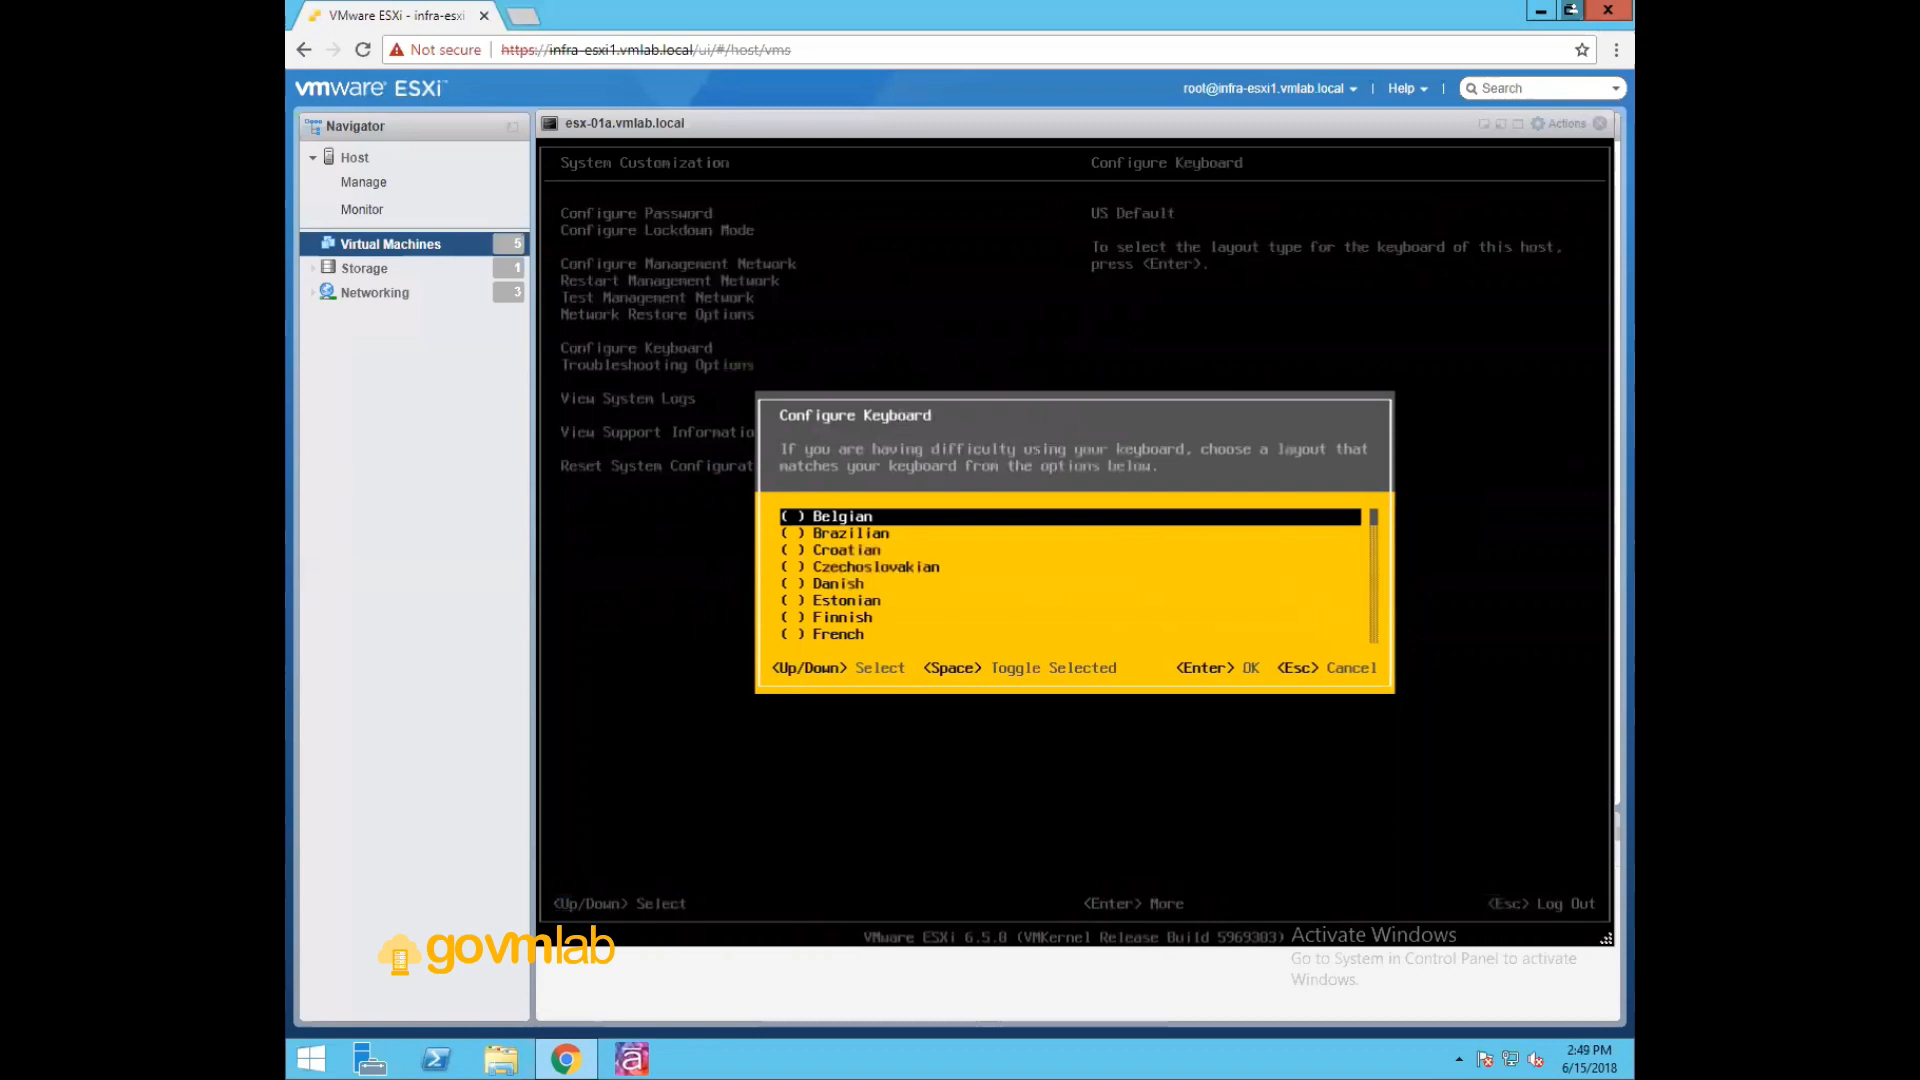 VMware ESXi - infra-esxi
Not secure
https://infra-esxi1.vmlab.local/ui/#/host/vms
vmware ESXi
root@infra-esxi1.vmlab.local
Help
Search
Navigator
Host
Manage
Monitor
Virtual Machines 5
Storage 1
Networking 3
esx-01a.vmlab.local
Actions
System Customization
Configure Keyboard
Configure Password
Configure Lockdown Mode
Configure Management Network
Restart Management Network
Test Management Network
Network Restore Options
Configure Keyboard
Troubleshooting Options
View System Logs
View Support Informatio
Reset System Configurat
US Default
To select the layout type for the keyboard of this host,
press <Enter>.
Configure Keyboard
If you are having difficulty using your keyboard, choose a layout that
matches your keyboard from the options below.
( ) Belgian
( ) Brazilian
( ) Croatian
( ) Czechoslovakian
( ) Danish
( ) Estonian
( ) Finnish
( ) French
<Up/Down> Select <Space> Toggle Selected <Enter> OK <Esc> Cancel
<Up/Down> Select
<Enter> More
<Esc> Log Out
VMware ESXi 6.5.0 (VMKernel Release Build 5969303)
Activate Windows
Go to System in Control Panel to activate
Windows.
govmlab
2:49 PM
6/15/2018